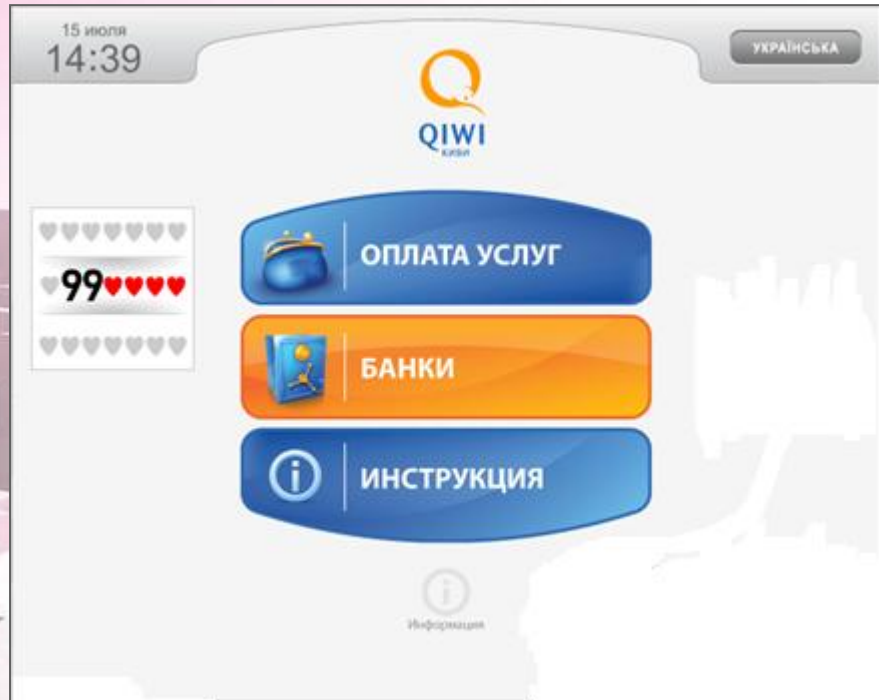 15 июля
14:39
УКРАЇНСЬКА
QIWI
КИВИ
99
ОПЛАТА УСЛУГ
БАНКИ
ИНСТРУКЦИЯ
Информация